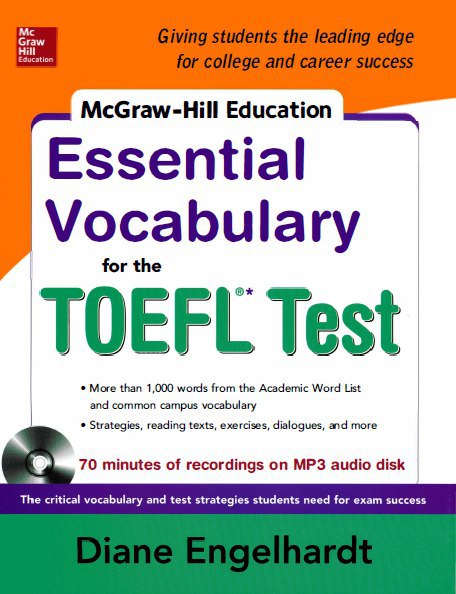 Mc
Graw
Hill
Education
Giving students the leading edge
for college and career success
McGraw-Hill Education
Essential
Vocabulary
for the
TOEFL®* Test
• More than 1,000 words from the Academic Word List
and common campus vocabulary
• Strategies, reading texts, exercises, dialogues, and more
70 minutes of recordings on MP3 audio disk
The critical vocabulary and test strategies students need for exam success
Diane Engelhardt